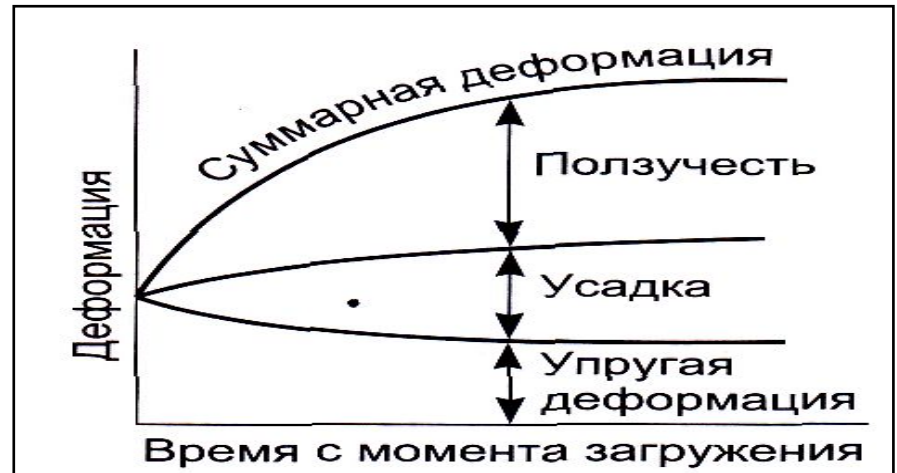 Суммарная деформация
Ползучесть
Деформация
Усадка
Упругая
деформация
Время с момента загружения